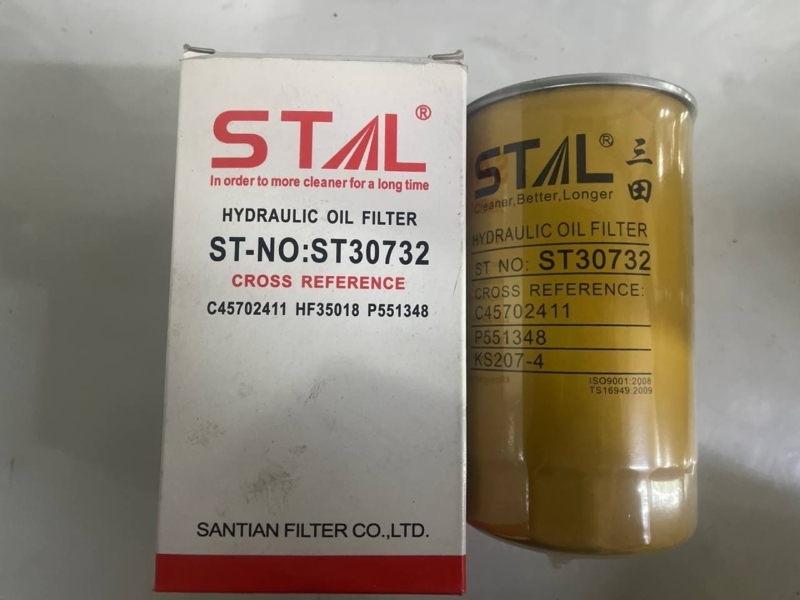 STAL®
In order to more cleaner for a long time
HYDRAULIC OIL FILTER
ST-NO:ST30732
CROSS REFERENCE
C45702411 HF35018 P551348
SANTIAN FILTER CO.,LTD.
STAL®
三田
Cleaner,Better,Longer
HYDRAULIC OIL FILTER
ST NO: ST30732
CROSS REFERENCE:
C45702411
P551348
KS207-4
ISO9001:2008
TS16949:2009